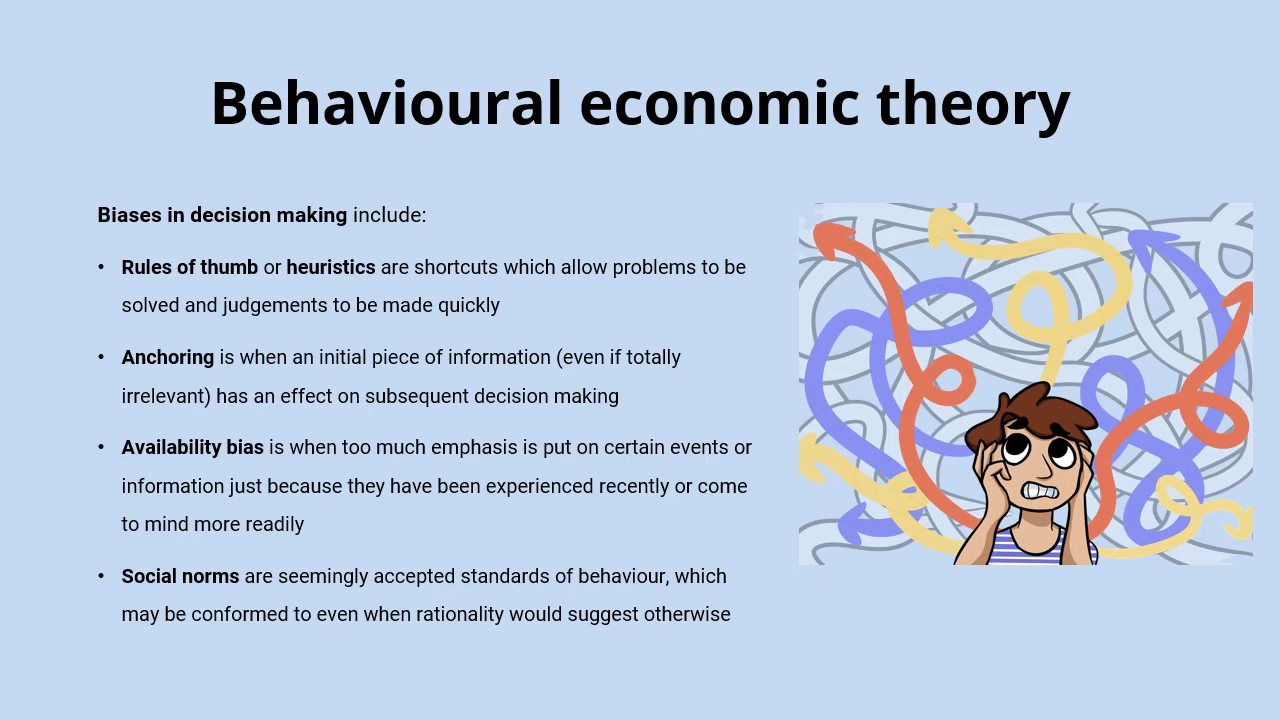 Behavioural economic theory
Biases in decision making include:
• Rules of thumb or heuristics are shortcuts which allow problems to be
solved and judgements to be made quickly
• Anchoring is when an initial piece of information (even if totally
irrelevant) has an effect on subsequent decision making
• Availability bias is when too much emphasis is put on certain events or
information just because they have been experienced recently or come
to mind more readily
• Social norms are seemingly accepted standards of behaviour, which
may be conformed to even when rationality would suggest otherwise